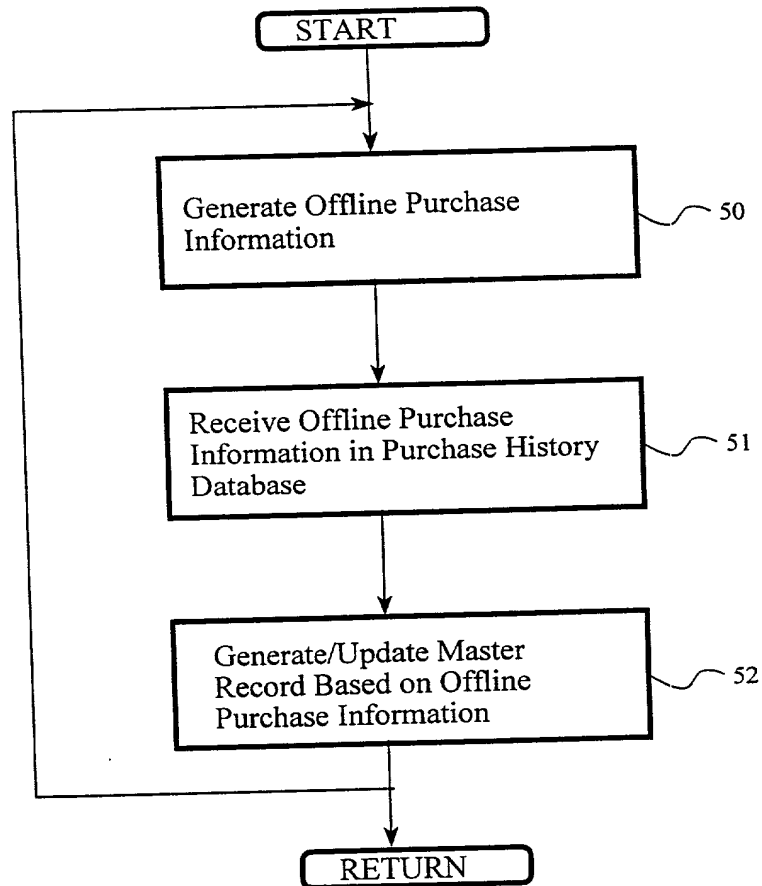 START
Generate Offline Purchase
Information
50
Receive Offline Purchase
Information in Purchase History
Database
51
Generate/Update Master
Record Based on Offline
Purchase Information
52
RETURN